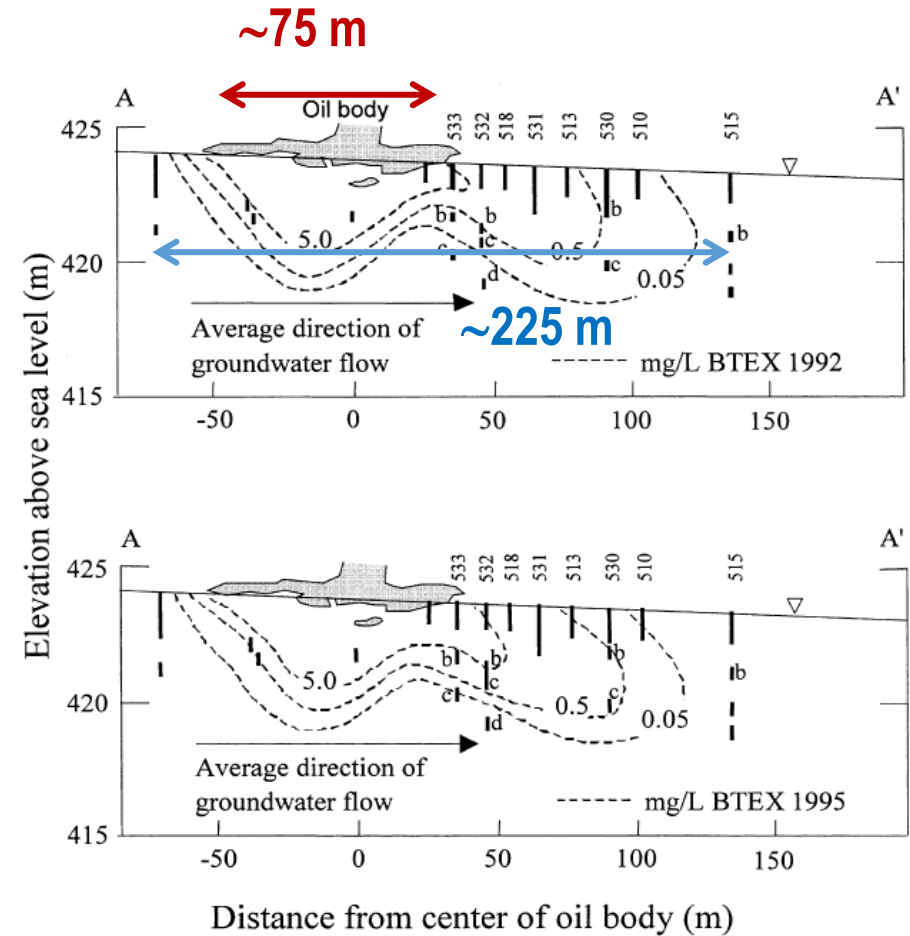 ~75 m
A
A'
Oil body
533
532
518
531
513
530
510
515
425
b
b
b
b
5.0
c
c
0.5
c
420
d
0.05
~225 m
Average direction of
groundwater flow
mg/L BTEX 1992
415
-50
0
50
100
150
Elevation above sea level (m)
A
A'
533
532
518
531
513
530
510
515
425
b
b
b
b
5.0
c
c
c
0.5
420
d
0.05
Average direction of
groundwater flow
mg/L BTEX 1995
415
-50
0
50
100
150
Distance from center of oil body (m)